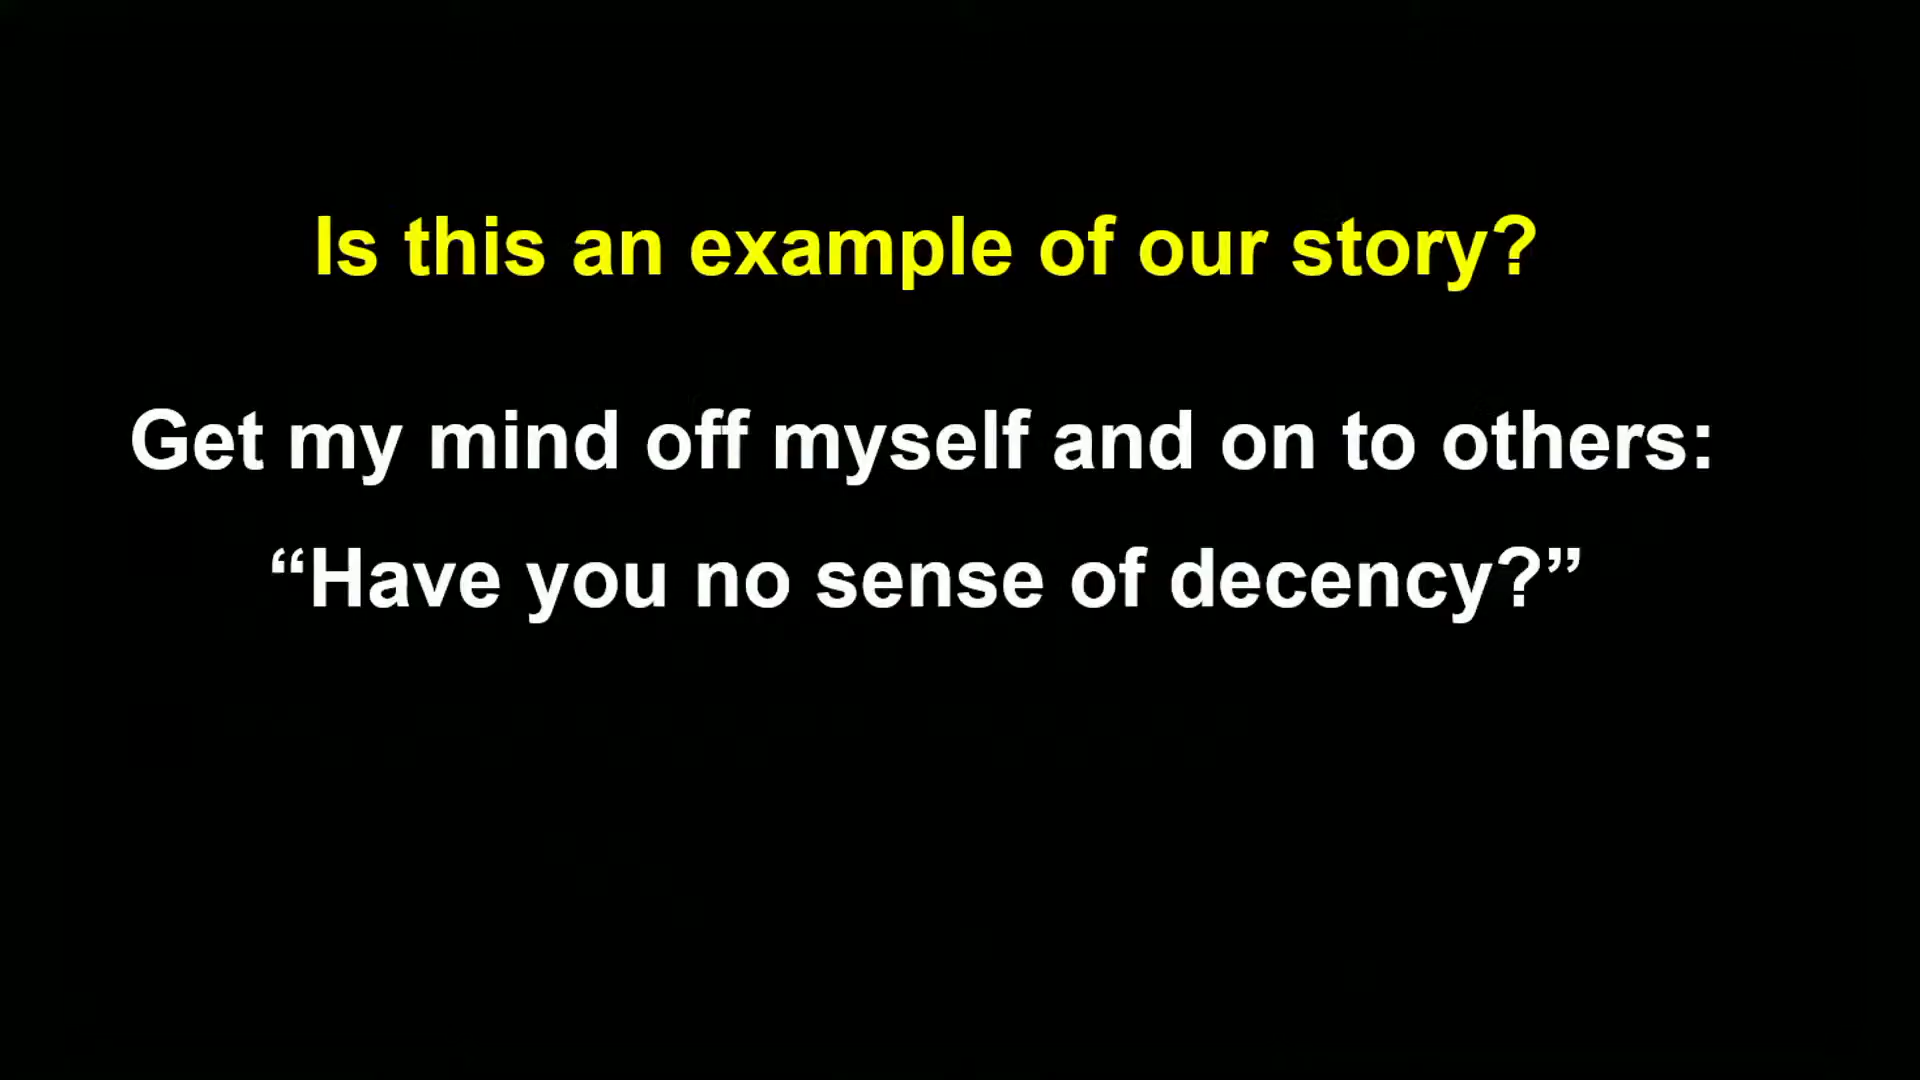 Is this an example of our story?
Get my mind off myself and on to others:
“Have you no sense of decency?”